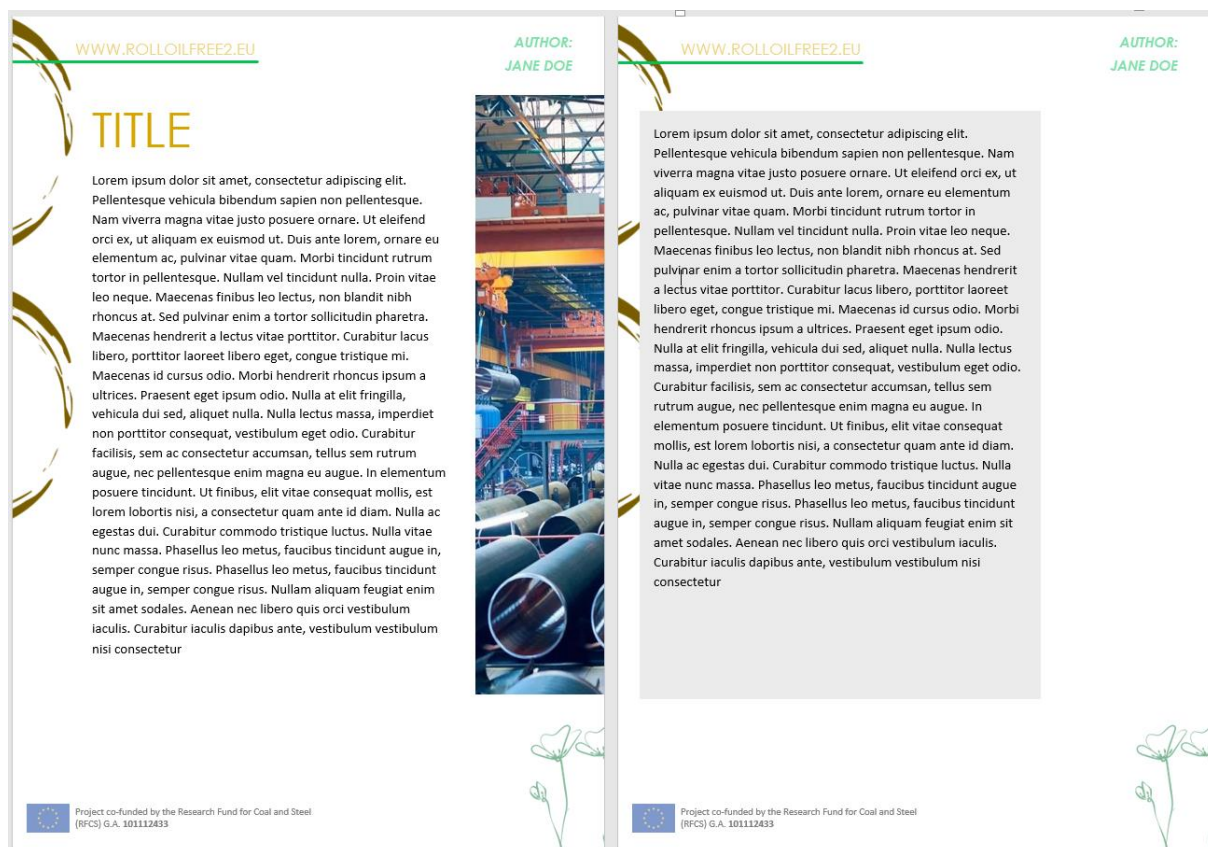 WWW.ROLLOILFREE2.EU
AUTHOR:
JANE DOE
TITLE
Lorem ipsum dolor sit amet, consectetur adipiscing elit.
Pellentesque vehicula bibendum sapien non pellentesque.
Nam viverra magna vitae justo posuere ornare. Ut eleifend
orci ex, ut aliquam ex euismod ut. Duis ante lorem, ornare eu
elementum ac, pulvinar vitae quam. Morbi tincidunt rutrum
tortor in pellentesque. Nullam vel tincidunt nulla. Proin vitae
leo neque. Maecenas finibus leo lectus, non blandit nibh
rhoncus at. Sed pulvinar enim a tortor sollicitudin pharetra.
Maecenas hendrerit a lectus vitae porttitor. Curabitur lacus
libero, porttitor laoreet libero eget, congue tristique mi.
Maecenas id cursus odio. Morbi hendrerit rhoncus ipsum a
ultrices. Praesent eget ipsum odio. Nulla at elit fringilla,
vehicula dui sed, aliquet nulla. Nulla lectus massa, imperdiet
non porttitor consequat, vestibulum eget odio. Curabitur
facilisis, sem ac consectetur accumsan, tellus sem rutrum
augue, nec pellentesque enim magna eu augue. In elementum
posuere tincidunt. Ut finibus, elit vitae consequat mollis, est
lorem lobortis nisi, a consectetur quam ante id diam. Nulla ac
egestas dui. Curabitur commodo tristique luctus. Nulla vitae
nunc massa. Phasellus leo metus, faucibus tincidunt augue in,
semper congue risus. Phasellus leo metus, faucibus tincidunt
augue in, semper congue risus. Nullam aliquam feugiat enim
sit amet sodales. Aenean nec libero quis orci vestibulum
iaculis. Curabitur iaculis dapibus ante, vestibulum vestibulum
nisi consectetur
Project co-funded by the Research Fund for Coal and Steel
(RFCS) G.A. 101112433
WWW.ROLLOILFREE2.EU
AUTHOR:
JANE DOE
Lorem ipsum dolor sit amet, consectetur adipiscing elit.
Pellentesque vehicula bibendum sapien non pellentesque. Nam
viverra magna vitae justo posuere ornare. Ut eleifend orci ex, ut
aliquam ex euismod ut. Duis ante lorem, ornare eu elementum
ac, pulvinar vitae quam. Morbi tincidunt rutrum tortor in
pellentesque. Nullam vel tincidunt nulla. Proin vitae leo neque.
Maecenas finibus leo lectus, non blandit nibh rhoncus at. Sed
pulvinar enim a tortor sollicitudin pharetra. Maecenas hendrerit
a lectus vitae porttitor. Curabitur lacus libero, porttitor laoreet
libero eget, congue tristique mi. Maecenas id cursus odio. Morbi
hendrerit rhoncus ipsum a ultrices. Praesent eget ipsum odio.
Nulla at elit fringilla, vehicula dui sed, aliquet nulla. Nulla lectus
massa, imperdiet non porttitor consequat, vestibulum eget odio.
Curabitur facilisis, sem ac consectetur accumsan, tellus sem
rutrum augue, nec pellentesque enim magna eu augue. In
elementum posuere tincidunt. Ut finibus, elit vitae consequat
mollis, est lorem lobortis nisi, a consectetur quam ante id diam.
Nulla ac egestas dui. Curabitur commodo tristique luctus. Nulla
vitae nunc massa. Phasellus leo metus, faucibus tincidunt augue
in, semper congue risus. Phasellus leo metus, faucibus tincidunt
augue in, semper congue risus. Nullam aliquam feugiat enim sit
amet sodales. Aenean nec libero quis orci vestibulum iaculis.
Curabitur iaculis dapibus ante, vestibulum vestibulum nisi
consectetur
Project co-funded by the Research Fund for Coal and Steel
(RFCS) G.A. 101112433